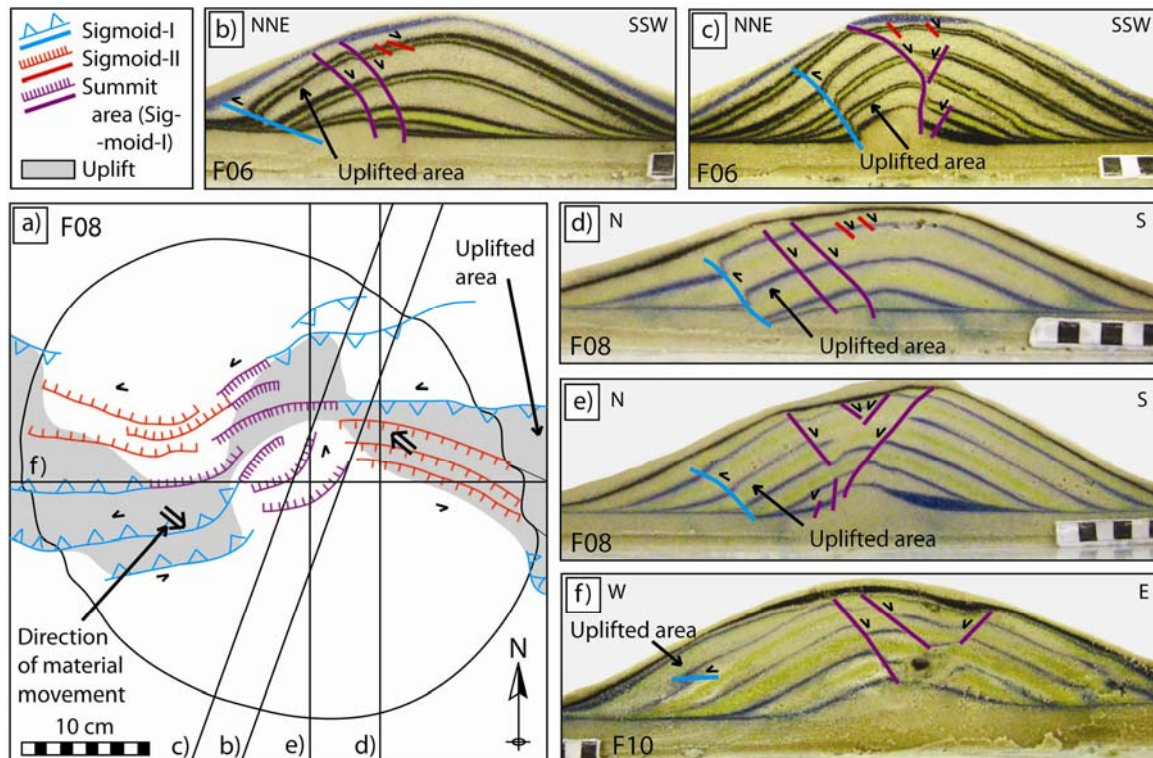 Sigmoid-I
Sigmoid-II
Summit
area (Sig-
-moid-I)
Uplift
b) NNE SSW
Uplifted area
F06
c) NNE SSW
Uplifted area
F06
a) F08
Uplifted
area
f)
Direction
of material
movement
10 cm
c) b) e) d)
N
d) N S
Uplifted area
F08
e) N S
Uplifted area
F08
f) W E
Uplifted area
F10